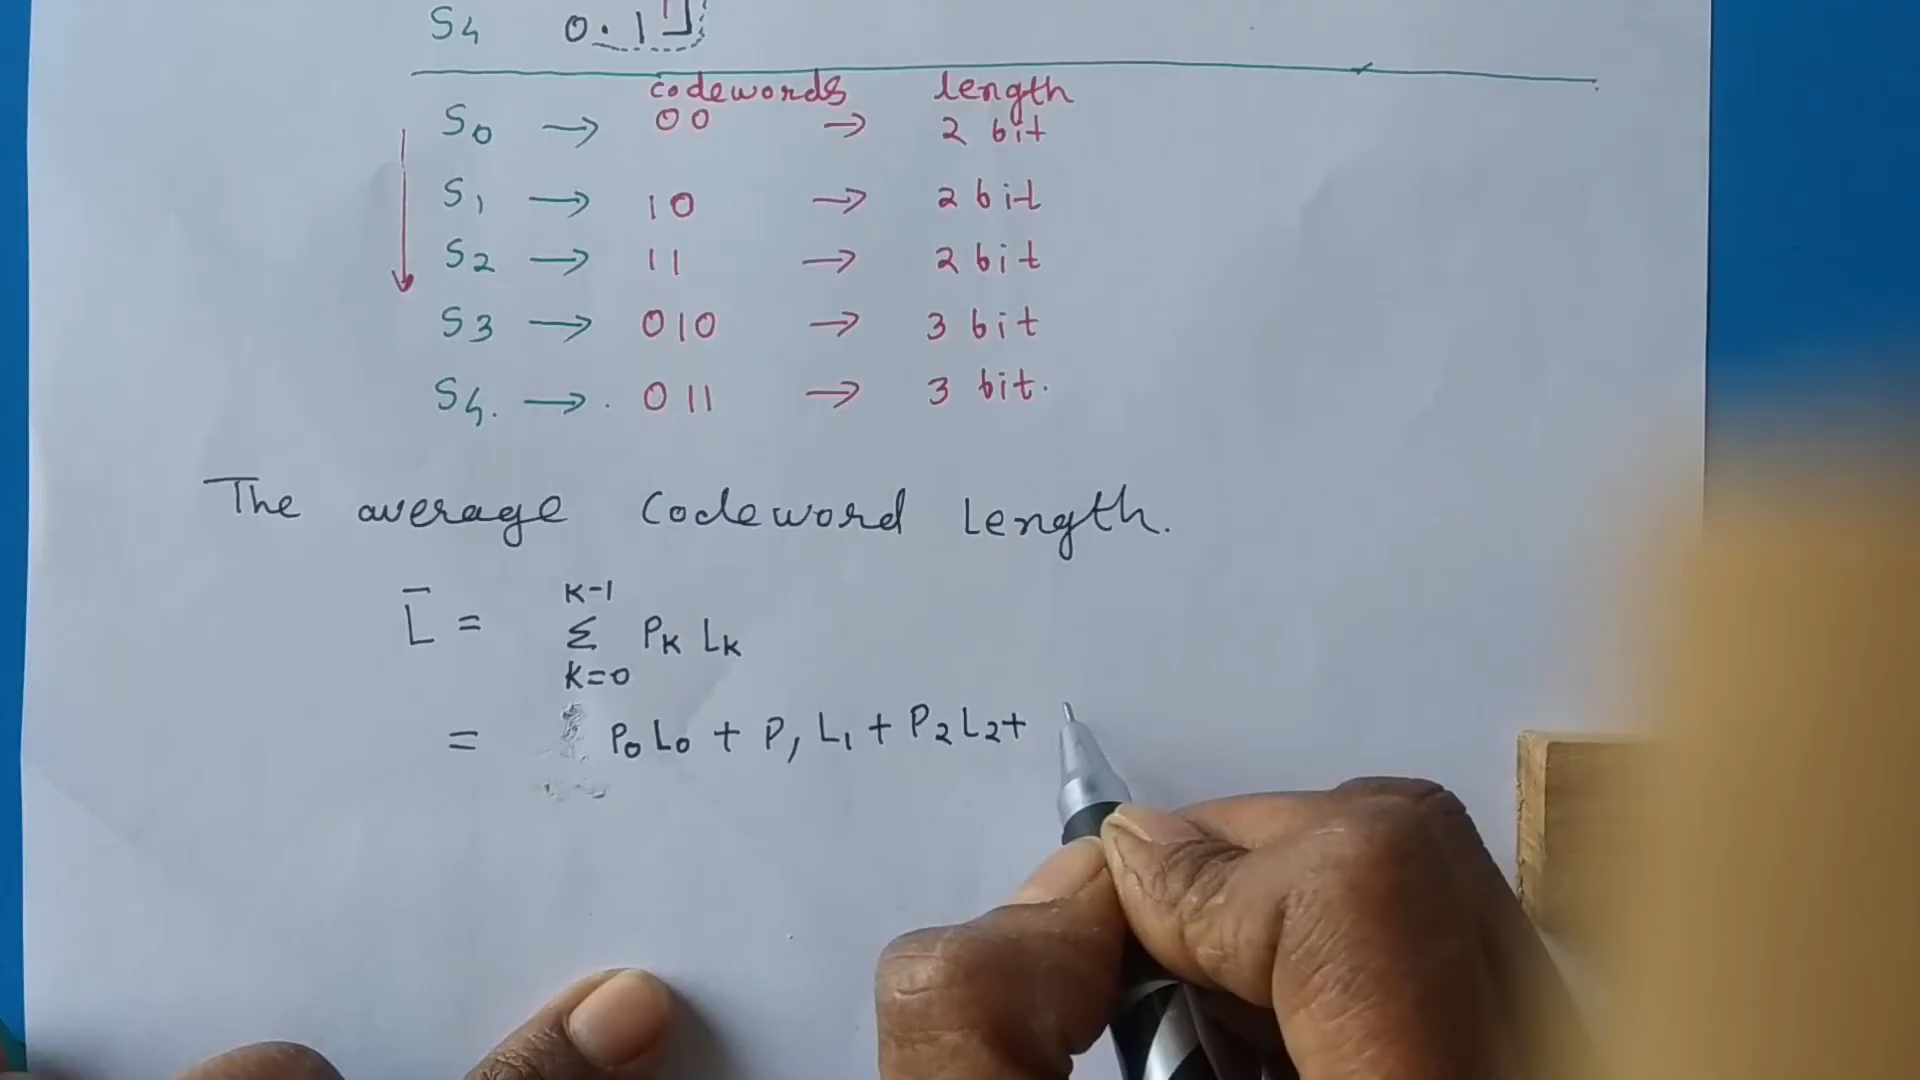 S4 0.1
codewords length
S0 → 00 → 2 bit
S1 → 10 → 2 bit
S2 → 11 → 2 bit
S3 → 010 → 3 bit
S4. → 011 → 3 bit.
The average Codeword Length.
L̄ = K-1 Σ K=0 PK LK
= P0 L0 + P1 L1 + P2 L2 +